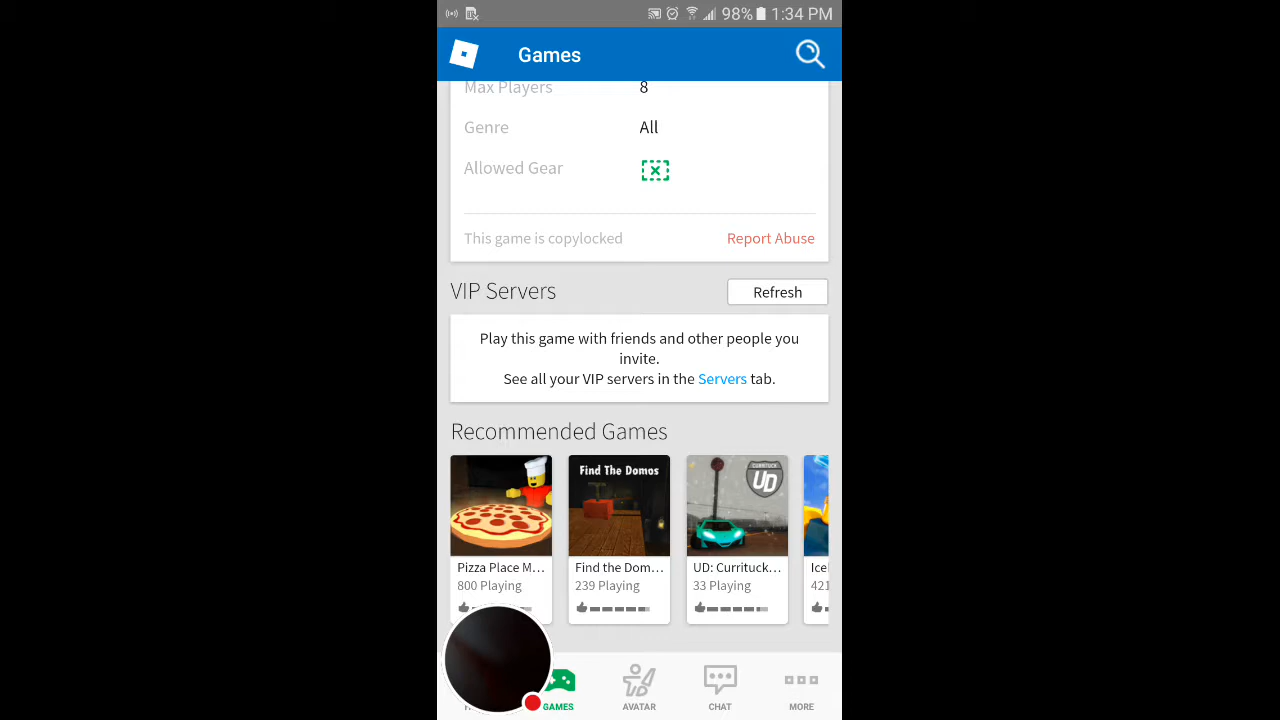 98% 1:34 PM
Games
Max Players 8
Genre All
Allowed Gear
This game is copylocked Report Abuse
VIP Servers Refresh
Play this game with friends and other people you
invite.
See all your VIP servers in the Servers tab.
Recommended Games
Find The Domos CURRITUCK UD
Pizza Place M... Find the Dom... UD: Currituck...
800 Playing 239 Playing 33 Playing 421
GAMES AVATAR CHAT MORE